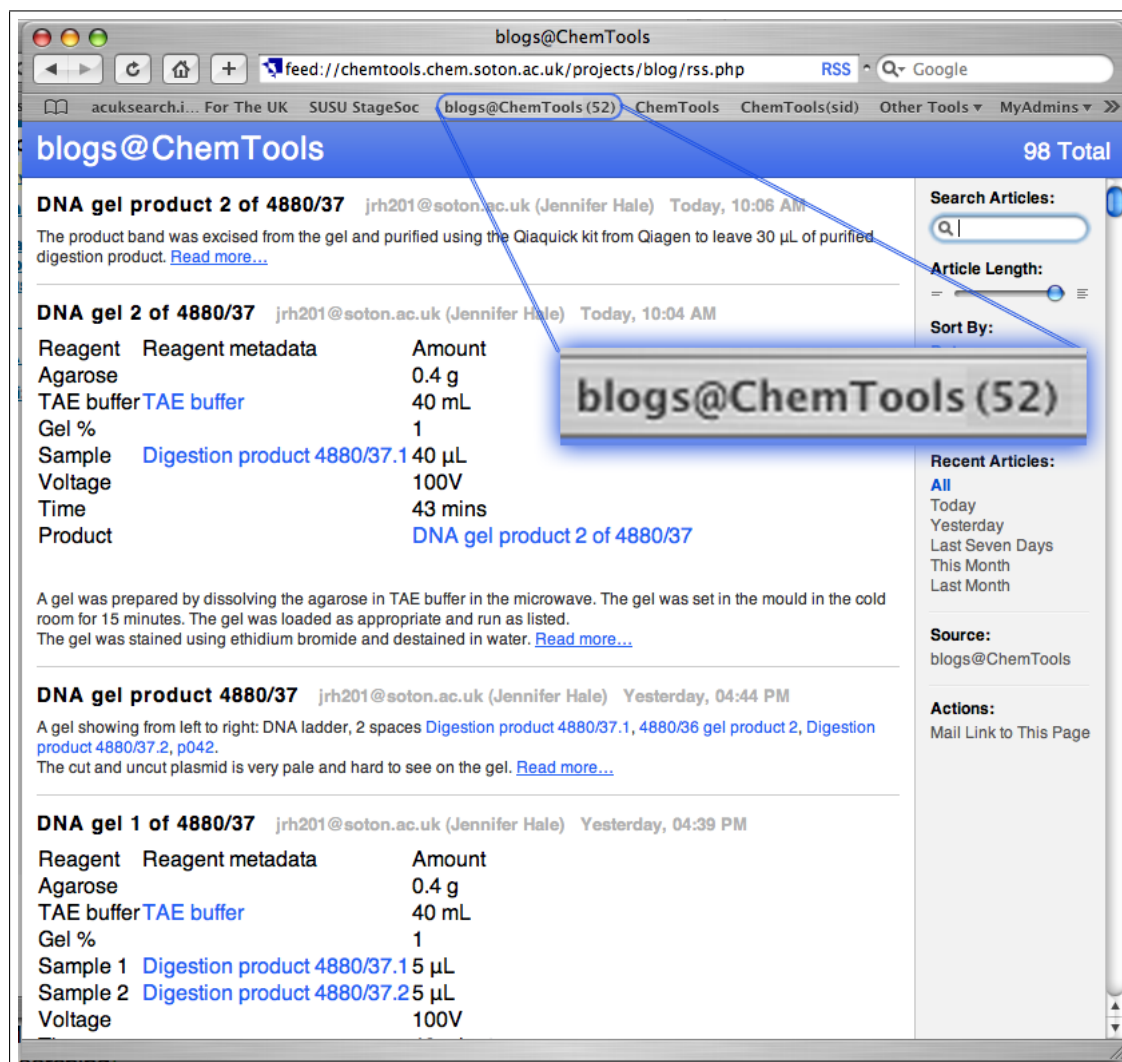 blogs@ChemTools
feed://chemtools.chem.soton.ac.uk/projects/blog/rss.php RSS Google
acuksearch.i... For The UK SUSU StageSoc blogs@ChemTools (52) ChemTools ChemTools(sid) Other Tools ▾ MyAdmins ▾ »
blogs@ChemTools 98 Total
DNA gel product 2 of 4880/37 jrh201@soton.ac.uk (Jennifer Hale) Today, 10:06 AM
The product band was excised from the gel and purified using the Qiaquick kit from Qiagen to leave 30 µL of purified
digestion product. Read more...
DNA gel 2 of 4880/37 jrh201@soton.ac.uk (Jennifer Hale) Today, 10:04 AM
Reagent Reagent metadata Amount
Agarose 0.4 g
TAE buffer TAE buffer 40 mL
Gel % 1
Sample Digestion product 4880/37.1 40 µL
Voltage 100V
Time 43 mins
Product DNA gel product 2 of 4880/37
A gel was prepared by dissolving the agarose in TAE buffer in the microwave. The gel was set in the mould in the cold
room for 15 minutes. The gel was loaded as appropriate and run as listed.
The gel was stained using ethidium bromide and destained in water. Read more...
DNA gel product 4880/37 jrh201@soton.ac.uk (Jennifer Hale) Yesterday, 04:44 PM
A gel showing from left to right: DNA ladder, 2 spaces Digestion product 4880/37.1, 4880/36 gel product 2, Digestion
product 4880/37.2, p042.
The cut and uncut plasmid is very pale and hard to see on the gel. Read more...
DNA gel 1 of 4880/37 jrh201@soton.ac.uk (Jennifer Hale) Yesterday, 04:39 PM
Reagent Reagent metadata Amount
Agarose 0.4 g
TAE buffer TAE buffer 40 mL
Gel % 1
Sample 1 Digestion product 4880/37.1 5 µL
Sample 2 Digestion product 4880/37.2 5 µL
Voltage 100V
Search Articles:
Article Length:
Sort By:
blogs@ChemTools (52)
Recent Articles:
All
Today
Yesterday
Last Seven Days
This Month
Last Month
Source:
blogs@ChemTools
Actions:
Mail Link to This Page